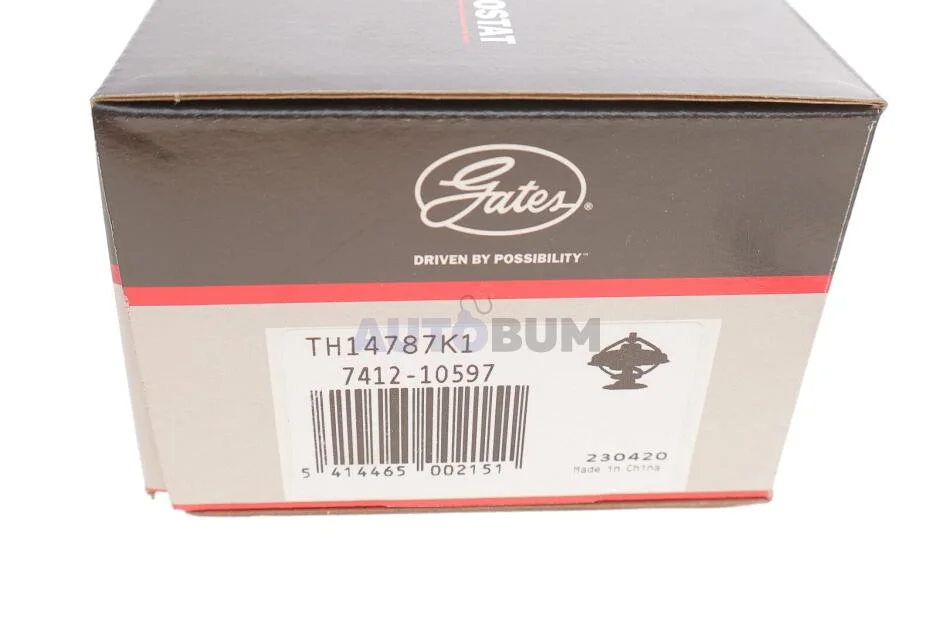 OSTAT
Gates®
DRIVEN BY POSSIBILITY™
AUTOBUM
TH14787K1
7412-10597
5 414465 002151
230420
Made in China